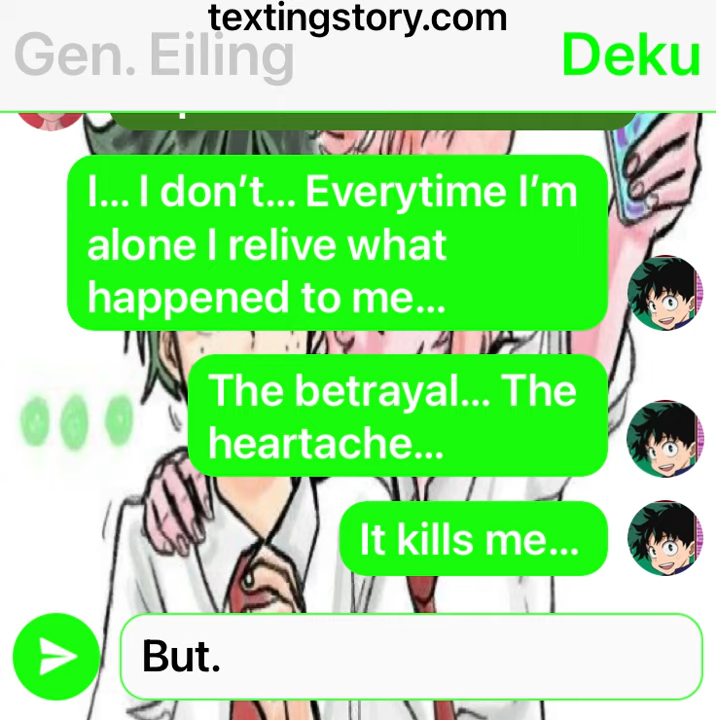 textingstory.com
Gen. Eiling
Deku
I... I don't... Everytime I'm
alone I relive what
happened to me...
The betrayal... The
heartache...
It kills me...
But.